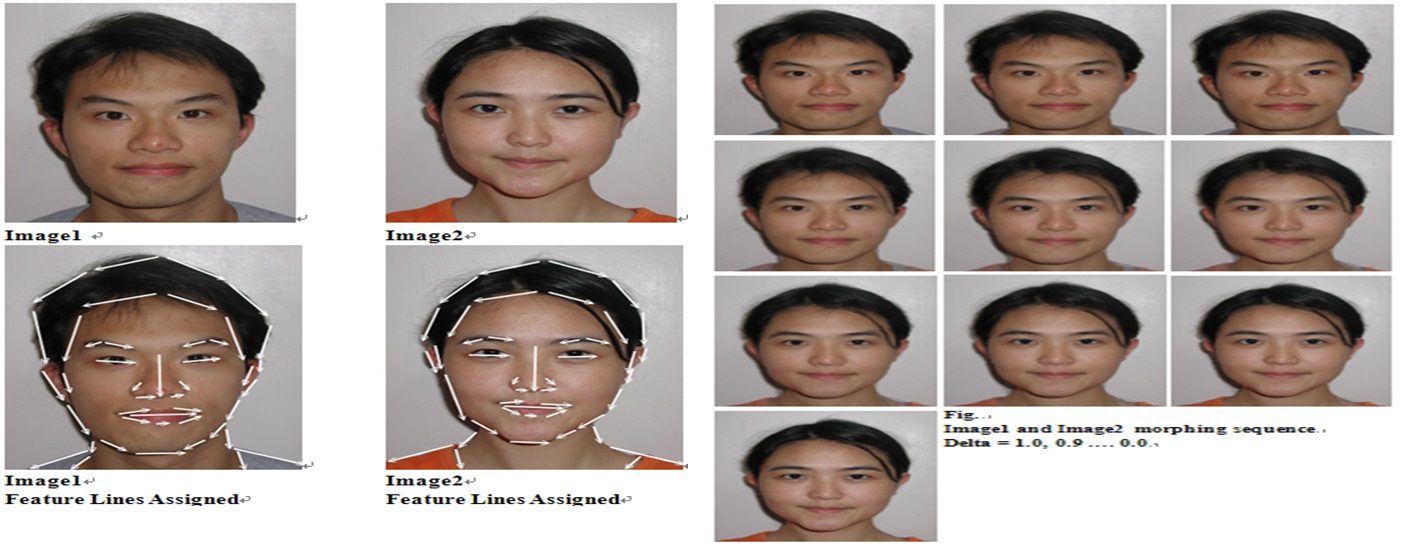 Image1
Image2
Image1
Feature Lines Assigned
Image2
Feature Lines Assigned
Fig..
Image1 and Image2 morphing sequence.
Delta = 1.0, 0.9 .... 0.0.